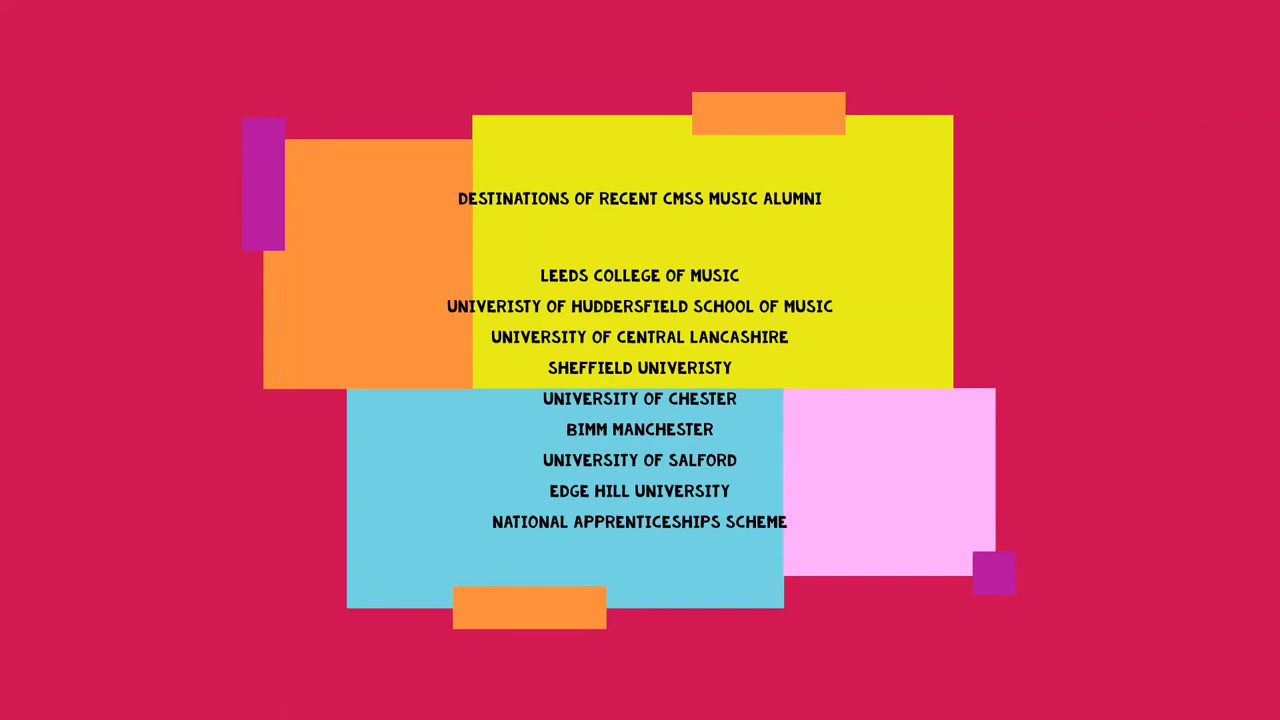 DESTINATIONS OF RECENT CMSS MUSIC ALUMNI
LEEDS COLLEGE OF MUSIC
UNIVERISTY OF HUDDERSFIELD SCHOOL OF MUSIC
UNIVERSITY OF CENTRAL LANCASHIRE
SHEFFIELD UNIVERISTY
UNIVERSITY OF CHESTER
BIMM MANCHESTER
UNIVERSITY OF SALFORD
EDGE HILL UNIVERSITY
NATIONAL APPRENTICESHIPS SCHEME